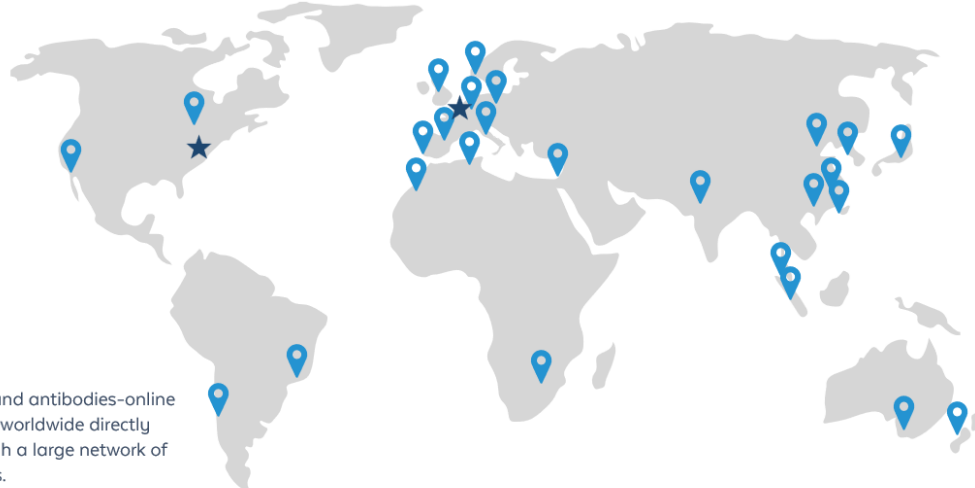 and antibodies-online
worldwide directly
h a large network of
s.